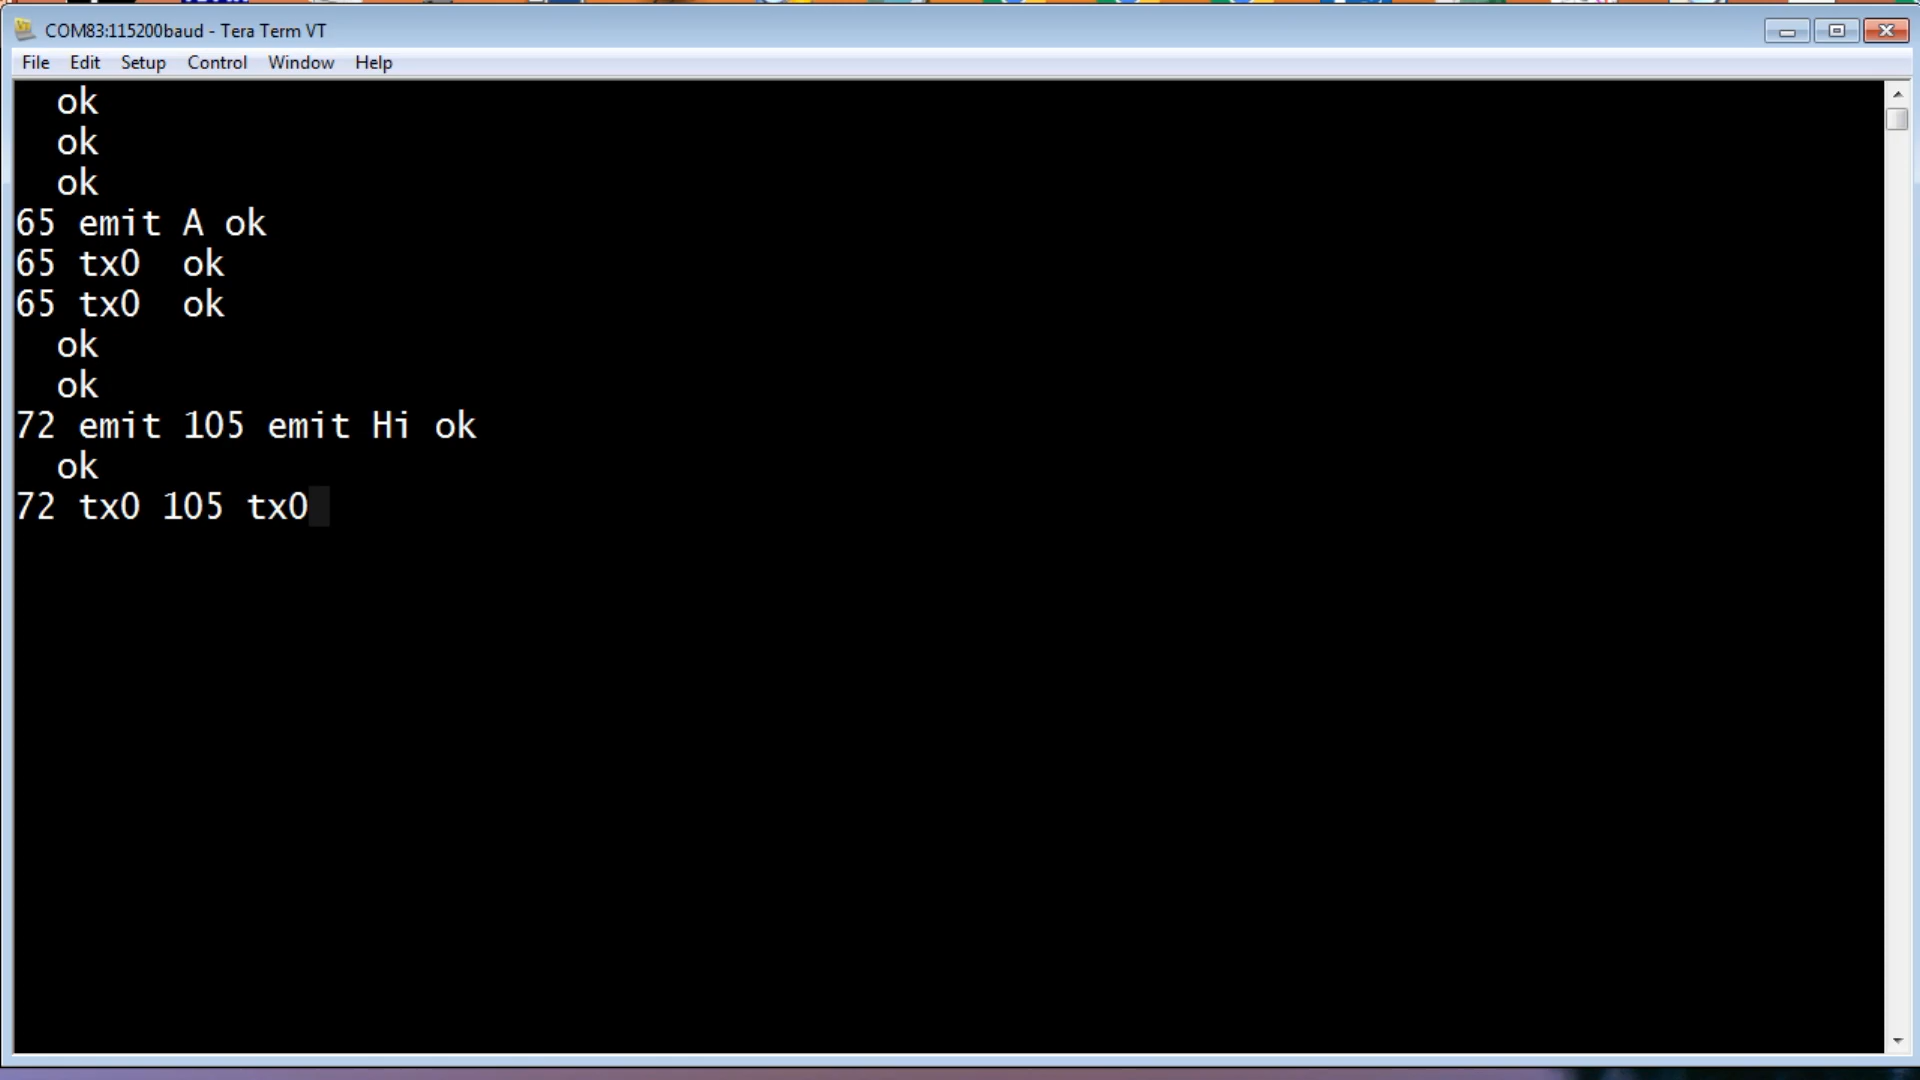 COM83:115200baud - Tera Term VT
File Edit Setup Control Window Help
ok
ok
ok
65 emit A ok
65 tx0  ok
65 tx0  ok
ok
ok
72 emit 105 emit Hi ok
ok
72 tx0 105 tx0